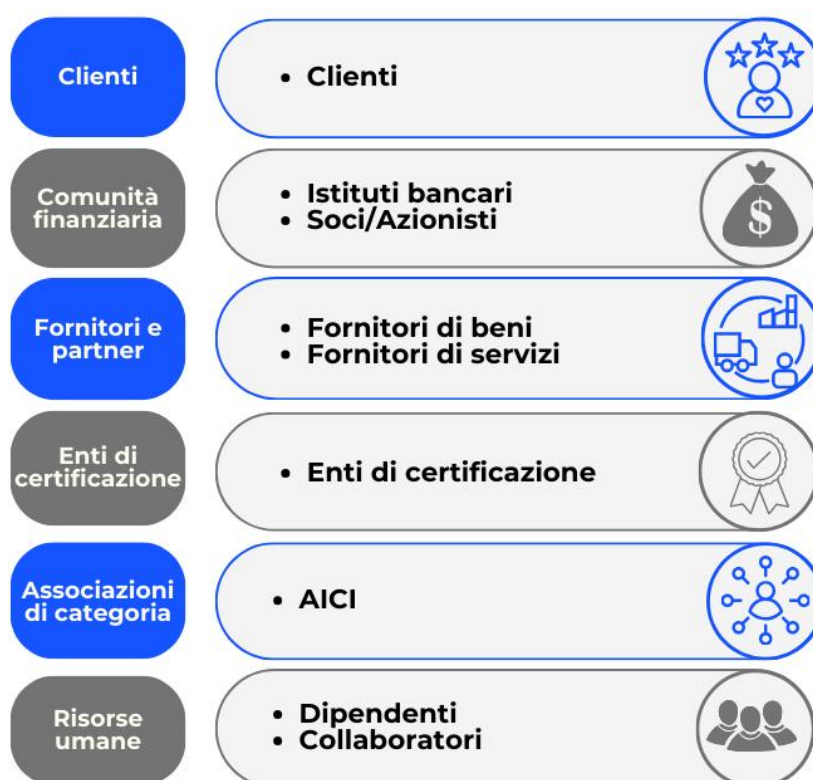 Clienti
• Clienti
Comunità
finanziaria
• Istituti bancari
• Soci/Azionisti
$
Fornitori e
partner
• Fornitori di beni
• Fornitori di servizi
Enti di
certificazione
• Enti di certificazione
Associazioni
di categoria
• AICI
Risorse
umane
• Dipendenti
• Collaboratori